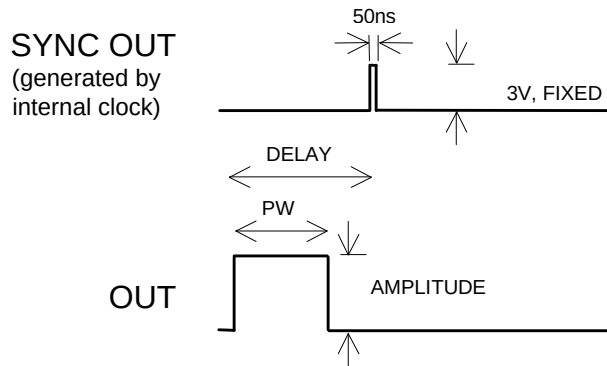 50ns
SYNC OUT
(generated by
internal clock)
3V, FIXED
DELAY
PW
AMPLITUDE
OUT